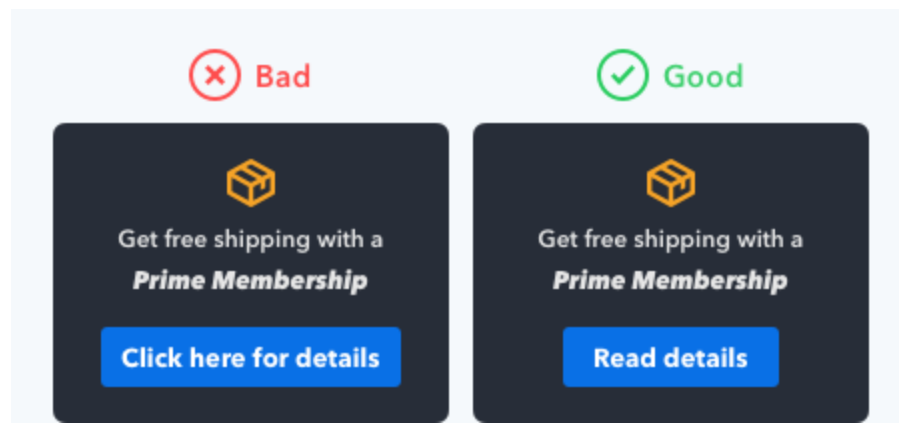 Bad
Good
Get free shipping with a
Prime Membership
Click here for details
Get free shipping with a
Prime Membership
Read details